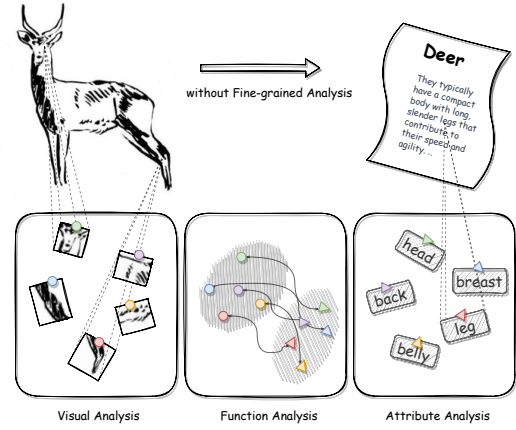 Deer
They typically
have a compact
body with long,
slender legs that
contribute to
their speed and
agility...
without Fine-grained Analysis
head
back
breast
leg
belly
Visual Analysis
Function Analysis
Attribute Analysis